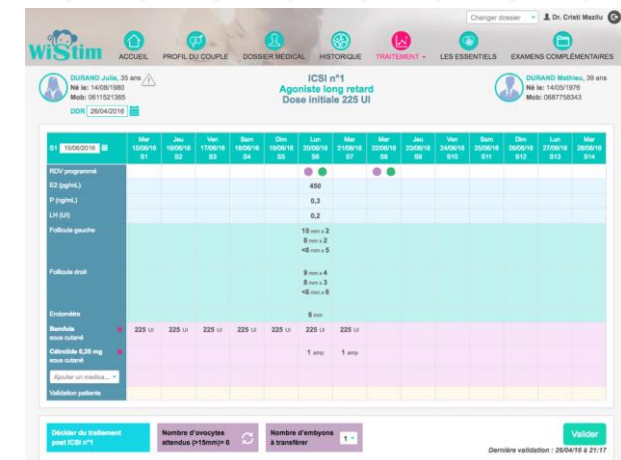 Changer dossier
Dr. Cristi Mazilu
WiStim
ACCUEIL
PROFIL DU COUPLE
DOSSIER MÉDICAL
HISTORIQUE
TRAITEMENT
LES ESSENTIELS
EXAMENS COMPLÉMENTAIRES
DURAND Julie, 35 ans
Né le: 14/08/1980
Mob: 0611521365
DDR 26/04/2016
ICSI n°1
Agoniste long retard
Dose initiale 225 UI
DURAND Mathieu, 39 ans
Né le: 14/05/1976
Mob: 0687758343
S1 15/06/2016
Mer 15/06/16 S1
Jeu 16/06/16 S2
Ven 17/06/16 S3
Sam 18/06/16 S4
Dim 19/06/16 S5
Lun 20/06/16 S6
Mar 21/06/16 S7
Mer 22/06/16 S8
Jeu 23/06/16 S9
Ven 24/06/16 S10
Sam 25/06/16 S11
Dim 26/06/16 S12
Lun 27/06/16 S13
Mar 28/06/16 S14
RDV programmé
E2 (pg/mL) 450
P (ng/mL) 0,3
LH (UI) 0,2
Follicule gauche 10 mm x 2
8 mm x 2
<6 mm x 5
Follicule droit 9 mm x 4
8 mm x 3
<6 mm x 6
Endomètre 6 mm
Bemfola 225 UI 225 UI 225 UI 225 UI 225 UI 225 UI 225 UI
sous cutané
Cétrotide 0,25 mg 1 amp 1 amp
sous cutané
Ajouter un medica...
Validation patiente
Décider du traitement
post ICSI n°1
Nombre d'ovocytes
attendus (>15mm)= 0
Nombre d'embyons
à transférer
1
Valider
Dernière validation : 28/04/16 à 21:17